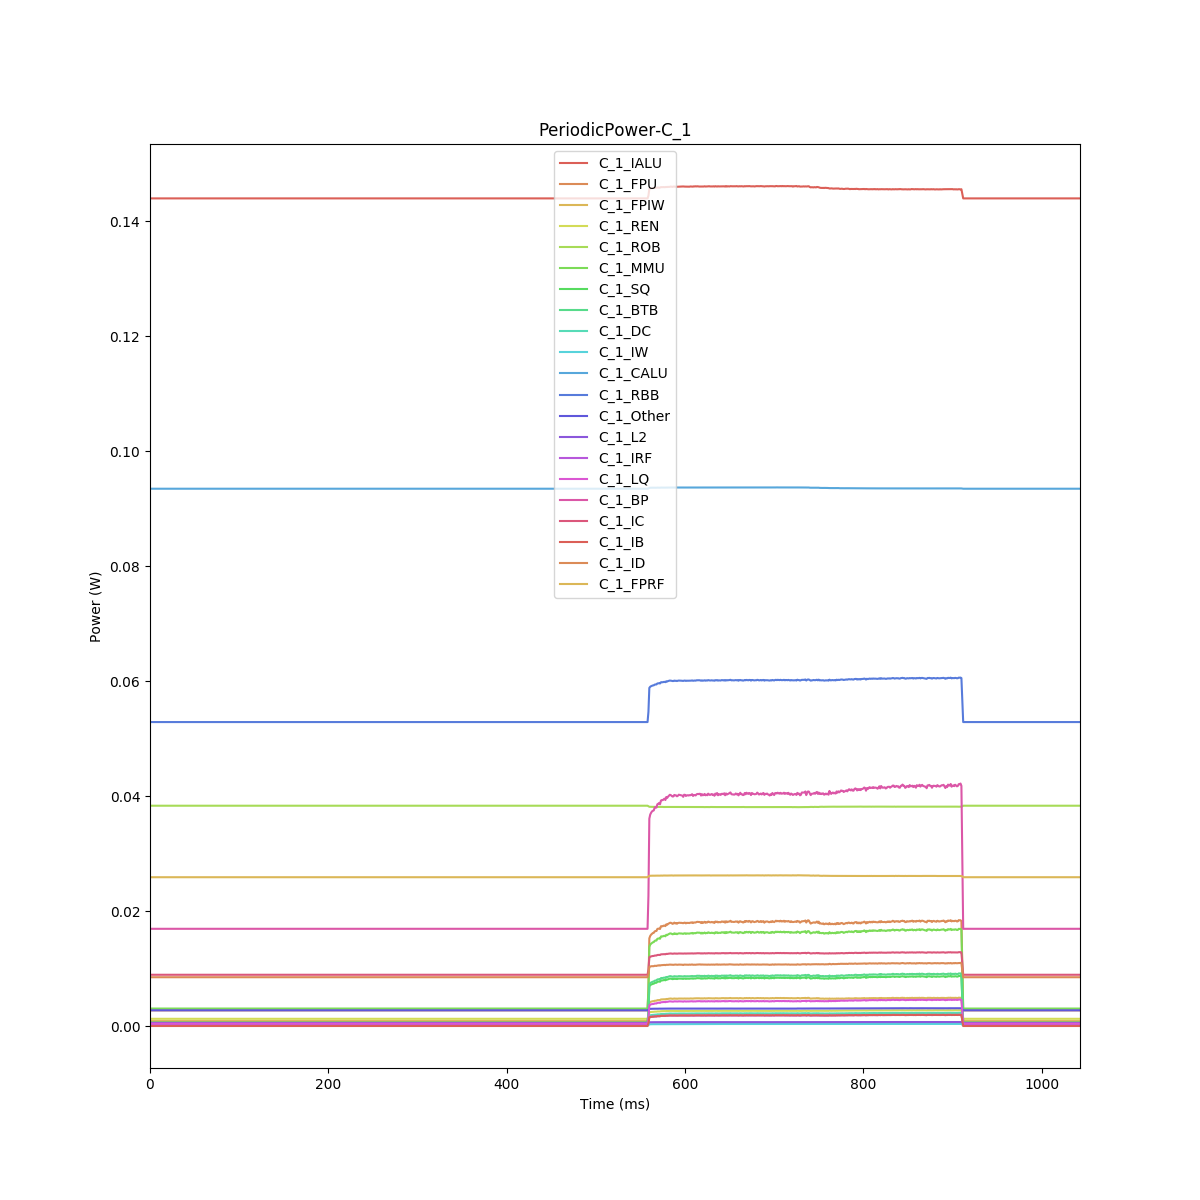 PeriodicPower-C_1
C_1_IALU
C_1_FPU
C_1_FPIW
C_1_REN
C_1_ROB
C_1_MMU
C_1_SQ
C_1_BTB
C_1_DC
C_1_IW
C_1_CALU
C_1_RBB
C_1_Other
C_1_L2
C_1_IRF
C_1_LQ
C_1_BP
C_1_IC
C_1_IB
C_1_ID
C_1_FPRF
0.14
0.12
0.10
0.08
0.06
0.04
0.02
0.00
Power (W)
0 200 400 600 800 1000
Time (ms)